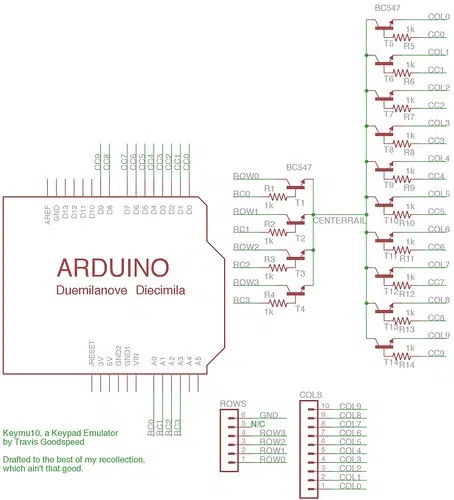 BC547
COL0
1k
CC0
T5
R5
COL1
1k
CC1
T6
R6
COL2
1k
CC2
T7
R7
COL3
1k
CC3
T8
R8
COL4
1k
CC4
T9
R9
COL5
1k
CC5
T10
R10
COL6
1k
CC6
T11
R11
COL7
1k
CC7
T12
R12
COL8
1k
CC8
T13
R13
COL9
1k
CC9
T14
R14
CC9
CC8
CC7
CC6
CC5
CC4
CC3
CC2
CC1
CC0
AREF
GND
D13
D12
D11
D10
D9
D8
D7
D6
D5
D4
D3
D2
D1
D0
ARDUINO
Duemilanove Diecimila
/RESET
3V
5V
GND2
GND1
VIN
A0
A1
A2
A3
A4
A5
RC0
RC1
RC2
RC3
BC547
ROW0
RC0
R1
1k
T1
ROW1
RC1
R2
1k
T2
ROW2
RC2
R3
1k
T3
ROW3
RC3
R4
1k
T4
CENTERRAIL
ROWS
6 GND
5 N/C
4 ROW3
3 ROW2
2 ROW1
1 ROW0
COLS
10 COL9
9 COL8
8 COL7
7 COL6
6 COL5
5 COL4
4 COL3
3 COL2
2 COL1
1 COL0
Keymu10, a Keypad Emulator
by Travis Goodspeed
Drafted to the best of my recollection,
which ain't that good.